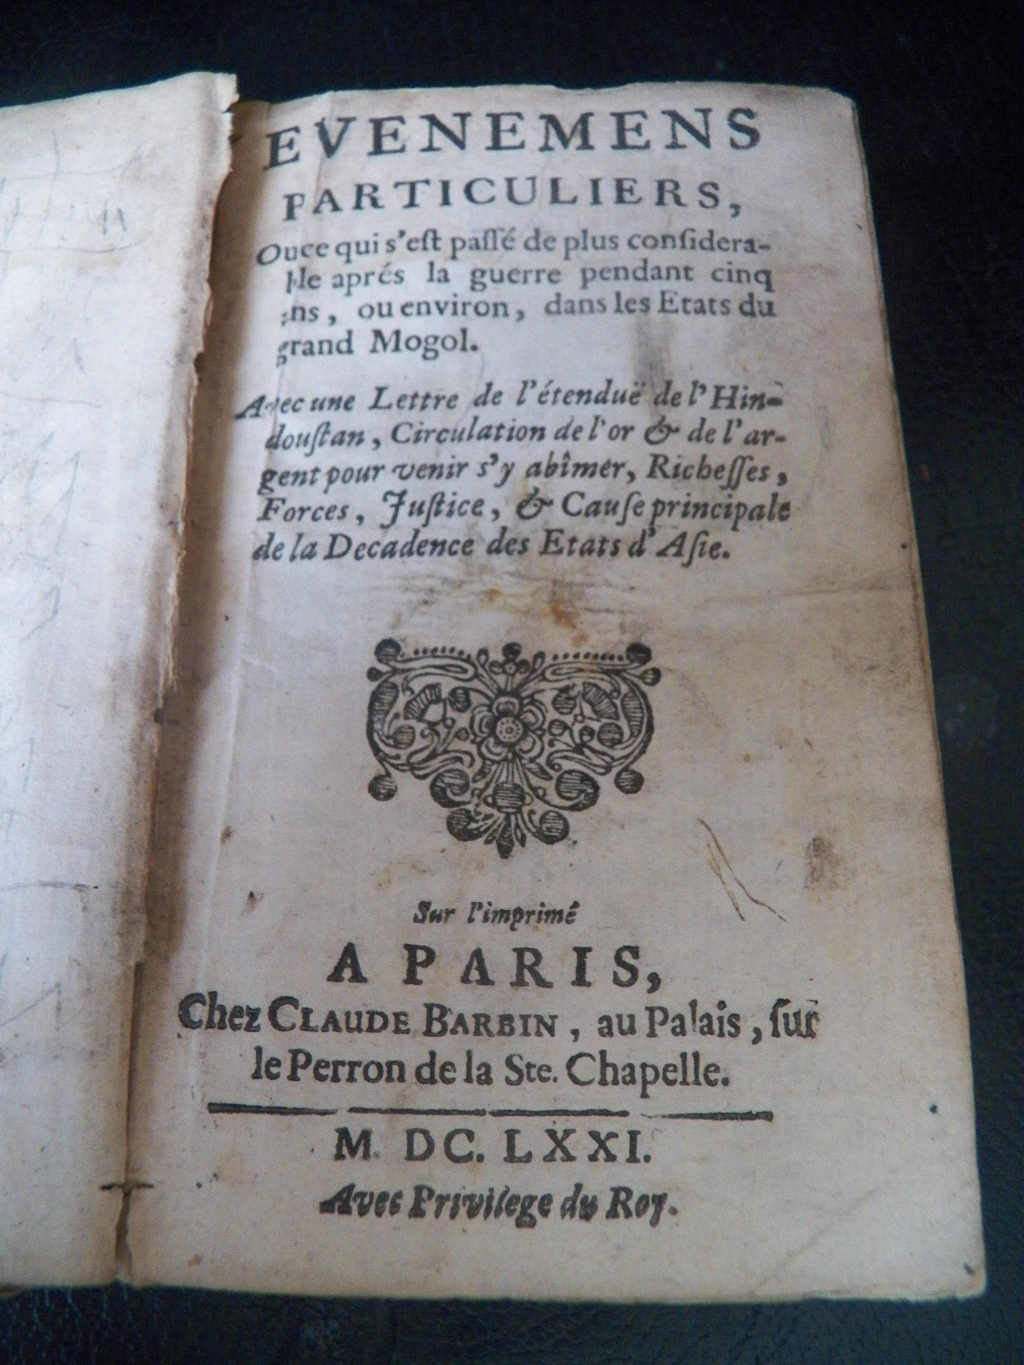 EVENEMENS
PARTICULIERS,
Ou ce qui s'eſt paſſé de plus conſidera-
ble aprés la guerre pendant cinq
ans, ou environ, dans les Etats du
grand Mogol.
Avec une Lettre de l'étenduë de l'Hin-
douſtan, Circulation de l'or & de l'ar-
gent pour venir s'y abîmer, Richeſſes,
Forces, Juſtice, & Cauſe principale
de la Decadence des Etats d'Aſie.
Sur l'imprimé
A PARIS,
Chez CLAUDE BARBIN, au Palais, ſur
le Perron de la Ste. Chapelle.
M. DC. LXXI.
Avec Privilege du Roy.